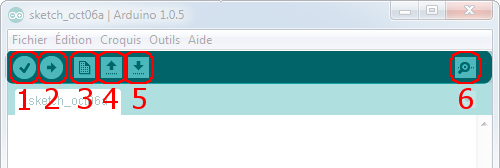 sketch_oct06a | Arduino 1.0.5
Fichier Édition Croquis Outils Aide
1 2 3 4 5 6
sketch_oct06a